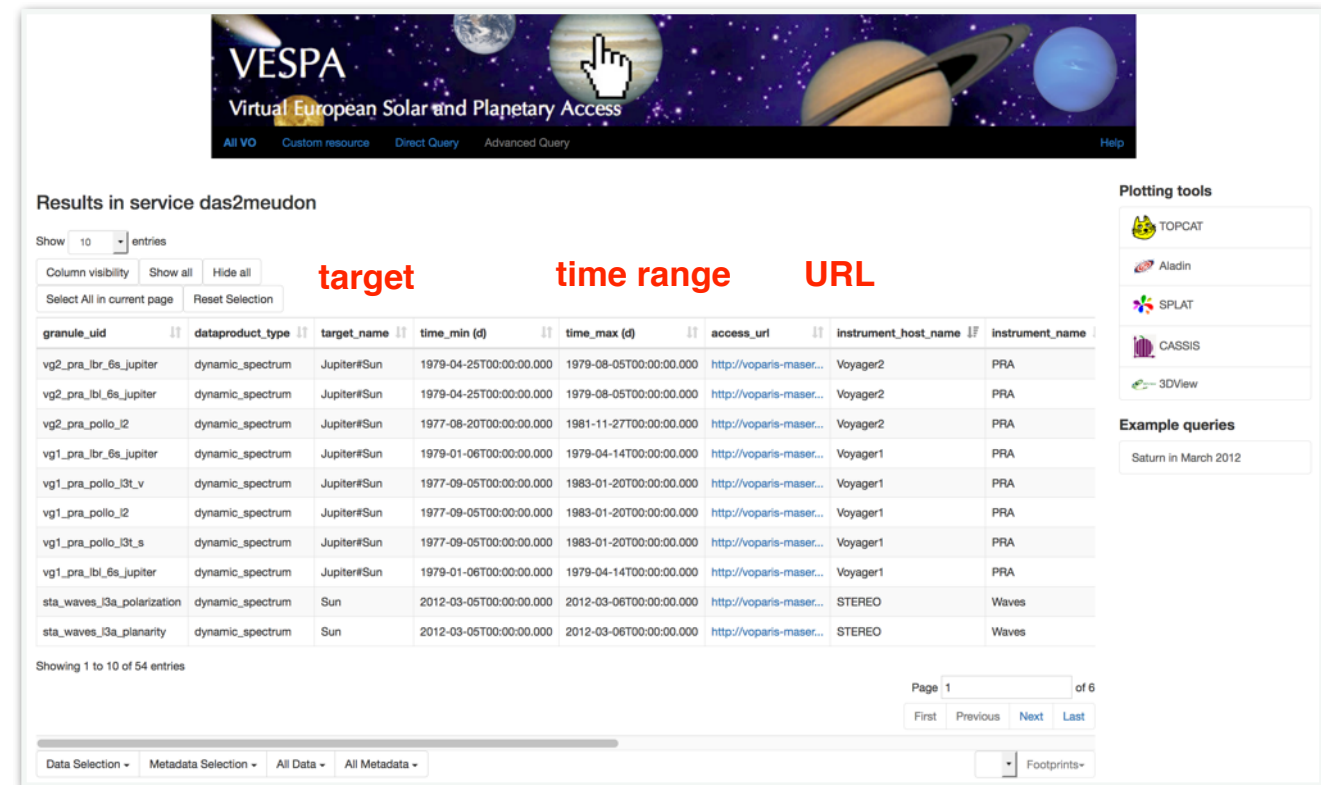 VESPA
Virtual European Solar and Planetary Access
All VO Custom resource Direct Query Advanced Query Help
Results in service das2meudon
Show 10 entries
Column visibility Show all Hide all
Select All in current page Reset Selection
target time range URL
granule_uid dataproduct_type target_name time_min (d) time_max (d) access_url instrument_host_name instrument_name
vg2_pra_lbr_6s_jupiter dynamic_spectrum Jupiter#Sun 1979-04-25T00:00:00.000 1979-08-05T00:00:00.000 http://voparis-maser... Voyager2 PRA
vg2_pra_lbl_6s_jupiter dynamic_spectrum Jupiter#Sun 1979-04-25T00:00:00.000 1979-08-05T00:00:00.000 http://voparis-maser... Voyager2 PRA
vg2_pra_pollo_l2 dynamic_spectrum Jupiter#Sun 1977-08-20T00:00:00.000 1981-11-27T00:00:00.000 http://voparis-maser... Voyager2 PRA
vg1_pra_lbr_6s_jupiter dynamic_spectrum Jupiter#Sun 1979-01-06T00:00:00.000 1979-04-14T00:00:00.000 http://voparis-maser... Voyager1 PRA
vg1_pra_pollo_l3t_v dynamic_spectrum Jupiter#Sun 1977-09-05T00:00:00.000 1983-01-20T00:00:00.000 http://voparis-maser... Voyager1 PRA
vg1_pra_pollo_l2 dynamic_spectrum Jupiter#Sun 1977-09-05T00:00:00.000 1983-01-20T00:00:00.000 http://voparis-maser... Voyager1 PRA
vg1_pra_pollo_l3t_s dynamic_spectrum Jupiter#Sun 1977-09-05T00:00:00.000 1983-01-20T00:00:00.000 http://voparis-maser... Voyager1 PRA
vg1_pra_lbl_6s_jupiter dynamic_spectrum Jupiter#Sun 1979-01-06T00:00:00.000 1979-04-14T00:00:00.000 http://voparis-maser... Voyager1 PRA
sta_waves_l3a_polarization dynamic_spectrum Sun 2012-03-05T00:00:00.000 2012-03-06T00:00:00.000 http://voparis-maser... STEREO Waves
sta_waves_l3a_planarity dynamic_spectrum Sun 2012-03-05T00:00:00.000 2012-03-06T00:00:00.000 http://voparis-maser... STEREO Waves
Showing 1 to 10 of 54 entries
Page 1 of 6
First Previous Next Last
Data Selection Metadata Selection All Data All Metadata Footprints
Plotting tools
TOPCAT
Aladin
SPLAT
CASSIS
3DView
Example queries
Saturn in March 2012